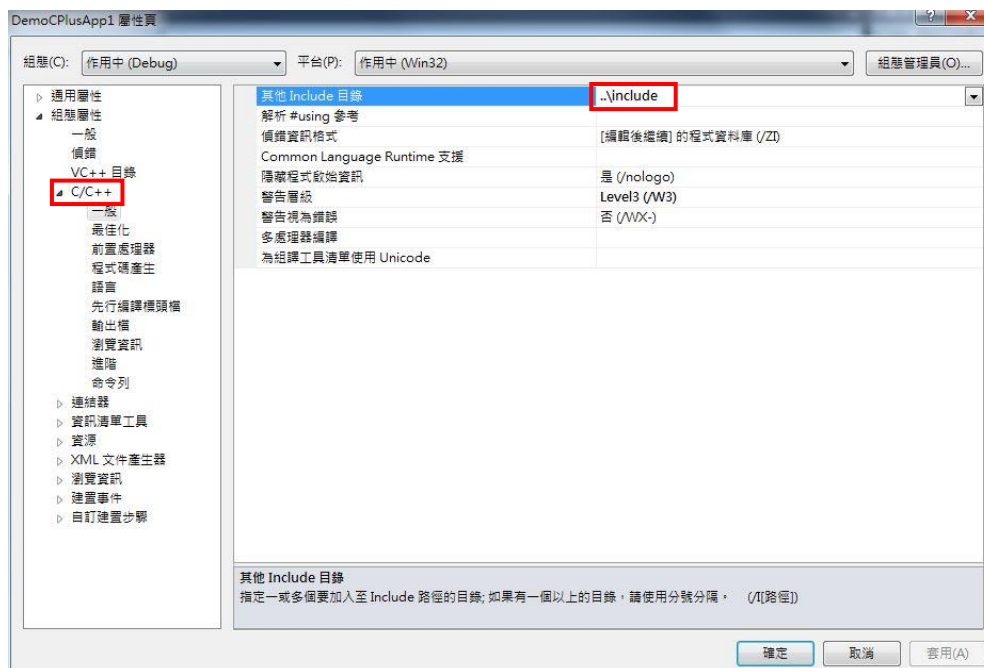 DemoCPlusApp1 屬性頁
組態(C): 作用中 (Debug) 平台(P): 作用中 (Win32) 組態管理員(O)...
通用屬性
組態屬性
一般
偵錯
VC++ 目錄
C/C++
一般
最佳化
前置處理器
程式碼產生
語言
先行編譯標頭檔
輸出檔
瀏覽資訊
進階
命令列
連結器
資訊清單工具
資源
XML 文件產生器
瀏覽資訊
建置事件
自訂建置步驟
其他 Include 目錄 ..\include
解析 #using 參考
偵錯資訊格式 [編輯後繼續] 的程式資料庫 (/ZI)
Common Language Runtime 支援
隱藏程式啟始資訊 是 (/nologo)
警告層級 Level3 (/W3)
警告視為錯誤 否 (/WX-)
多處理器編譯
為組譯工具清單使用 Unicode
其他 Include 目錄
指定一或多個要加入至 Include 路徑的目錄; 如果有一個以上的目錄，請使用分號分隔。 (/I[路徑])
確定 取消 套用(A)